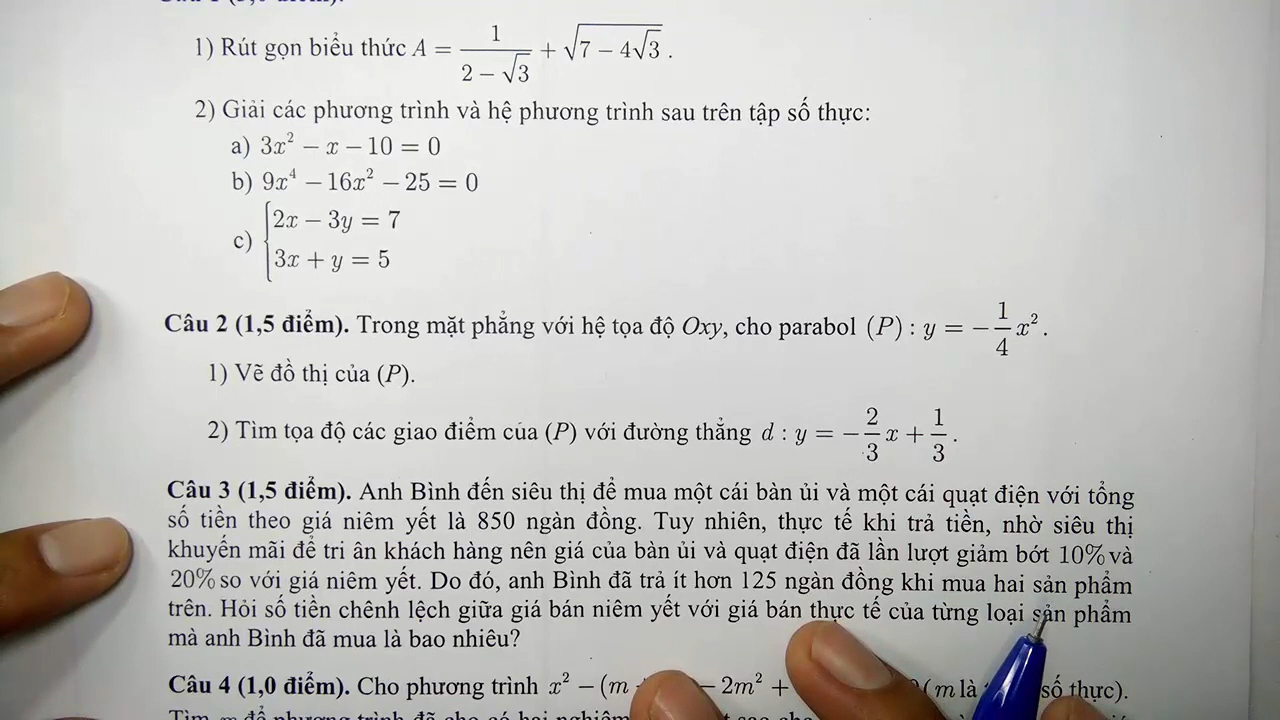 1) Rút gọn biểu thức A = 1/(2 − √3) + √(7 − 4√3) .
2) Giải các phương trình và hệ phương trình sau trên tập số thực:
a) 3x² − x − 10 = 0
b) 9x⁴ − 16x² − 25 = 0
c) { 2x − 3y = 7
3x + y = 5
Câu 2 (1,5 điểm). Trong mặt phẳng với hệ tọa độ Oxy, cho parabol (P) : y = −1/4 x² .
1) Vẽ đồ thị của (P).
2) Tìm tọa độ các giao điểm của (P) với đường thẳng d : y = −2/3 x + 1/3 .
Câu 3 (1,5 điểm). Anh Bình đến siêu thị để mua một cái bàn ủi và một cái quạt điện với tổng
số tiền theo giá niêm yết là 850 ngàn đồng. Tuy nhiên, thực tế khi trả tiền, nhờ siêu thị
khuyến mãi để tri ân khách hàng nên giá của bàn ủi và quạt điện đã lần lượt giảm bớt 10% và
20% so với giá niêm yết. Do đó, anh Bình đã trả ít hơn 125 ngàn đồng khi mua hai sản phẩm
trên. Hỏi số tiền chênh lệch giữa giá bán niêm yết với giá bán thực tế của từng loại sản phẩm
mà anh Bình đã mua là bao nhiêu?
Câu 4 (1,0 điểm). Cho phương trình x² − (m − 2m² + (m là số thực).